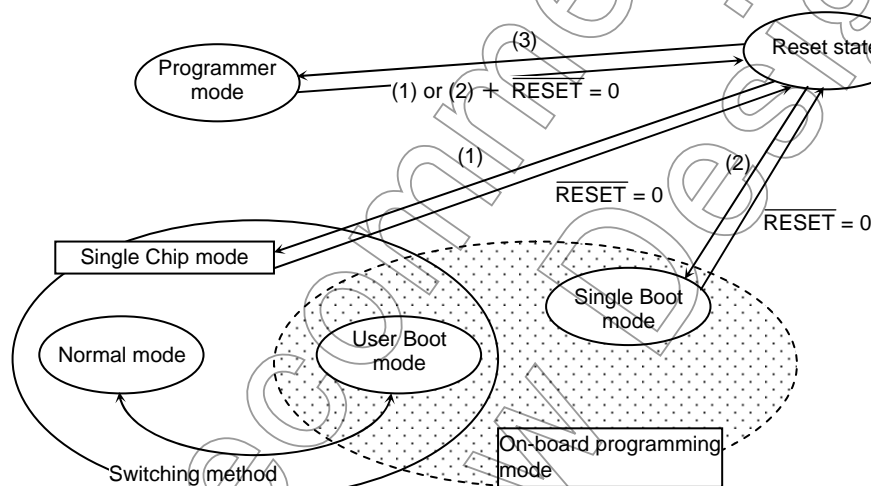 (3)
Reset state
Programmer
mode
(1) or (2) + RESET = 0
(1)
(2)
RESET = 0
RESET = 0
Single Chip mode
Single Boot
mode
Normal mode
User Boot
mode
On-board programming
mode
Switching method